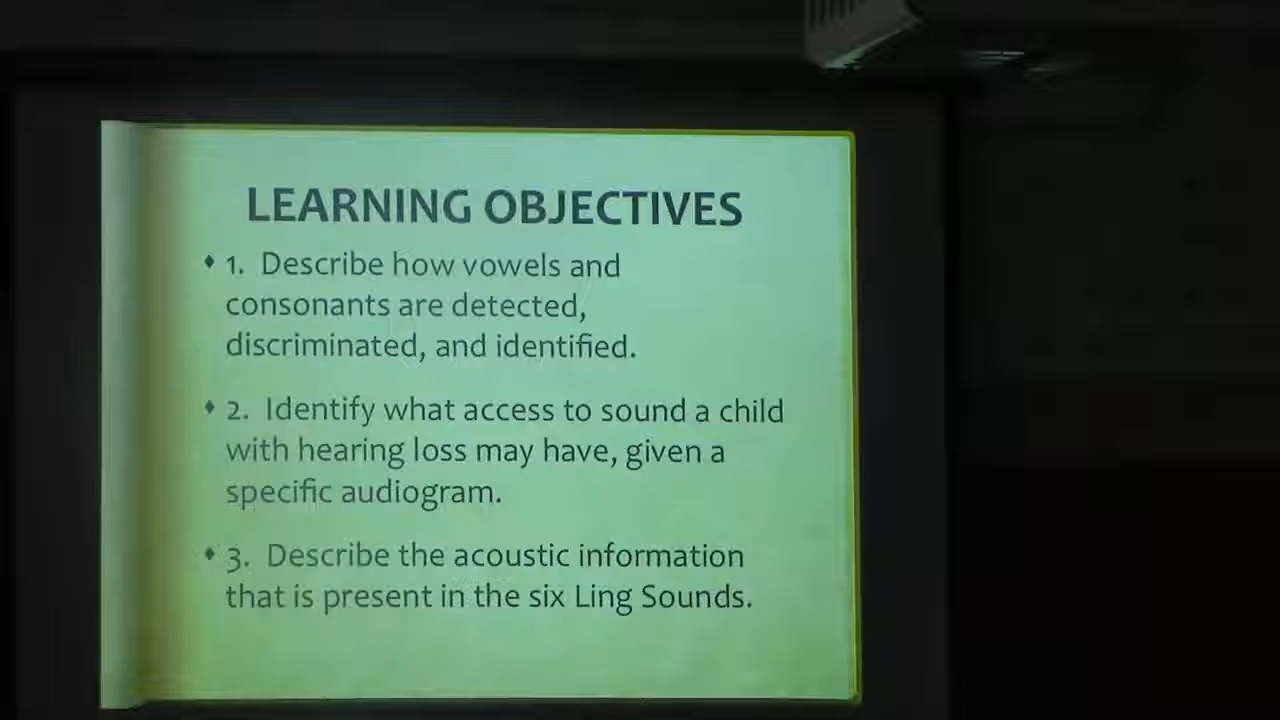 LEARNING OBJECTIVES
♦ 1. Describe how vowels and
consonants are detected,
discriminated, and identified.
♦ 2. Identify what access to sound a child
with hearing loss may have, given a
specific audiogram.
♦ 3. Describe the acoustic information
that is present in the six Ling Sounds.